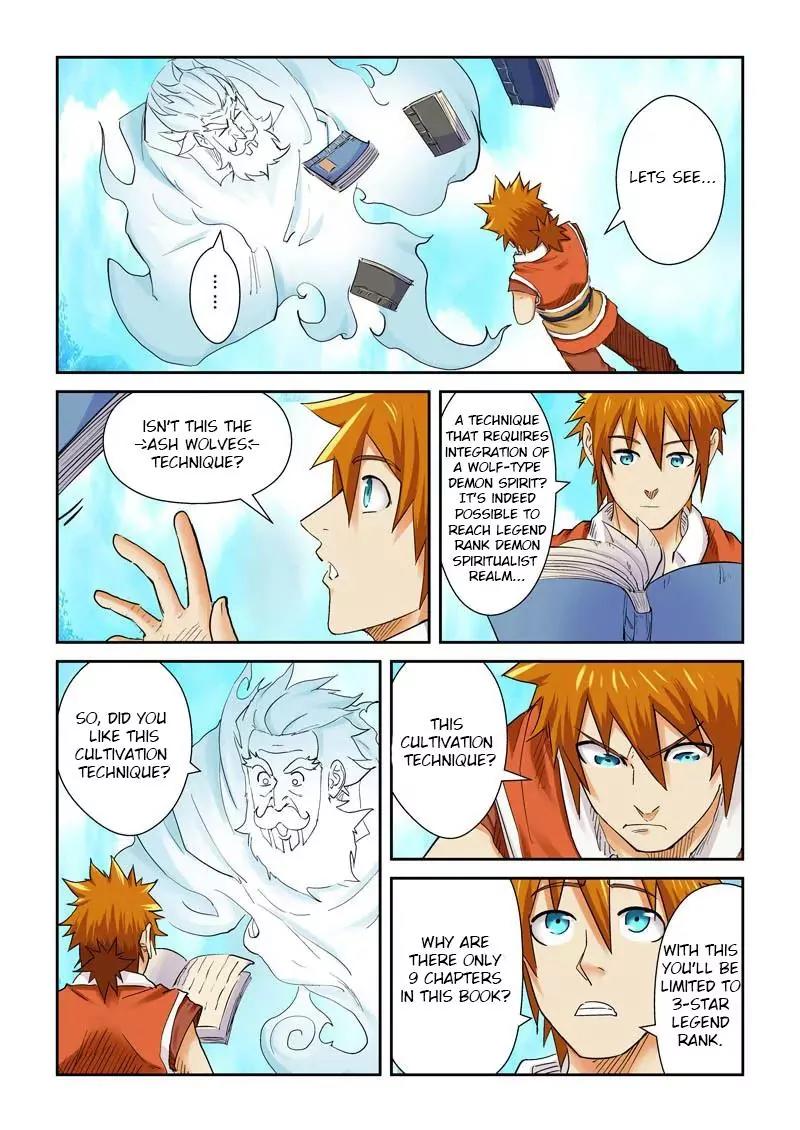 ......
LETS SEE...
ISN'T THIS THE
->ASH WOLVES<-
TECHNIQUE?
A TECHNIQUE
THAT REQUIRES
INTEGRATION OF
A WOLF-TYPE
DEMON SPIRIT?
IT'S INDEED
POSSIBLE TO
REACH LEGEND
RANK DEMON
SPIRITUALIST
REALM...
SO, DID YOU
LIKE THIS
CULTIVATION
TECHNIQUE?
THIS
CULTIVATION
TECHNIQUE?
WHY ARE
THERE ONLY
9 CHAPTERS
IN THIS BOOK?
WITH THIS
YOU'LL BE
LIMITED TO
3-STAR
LEGEND
RANK.